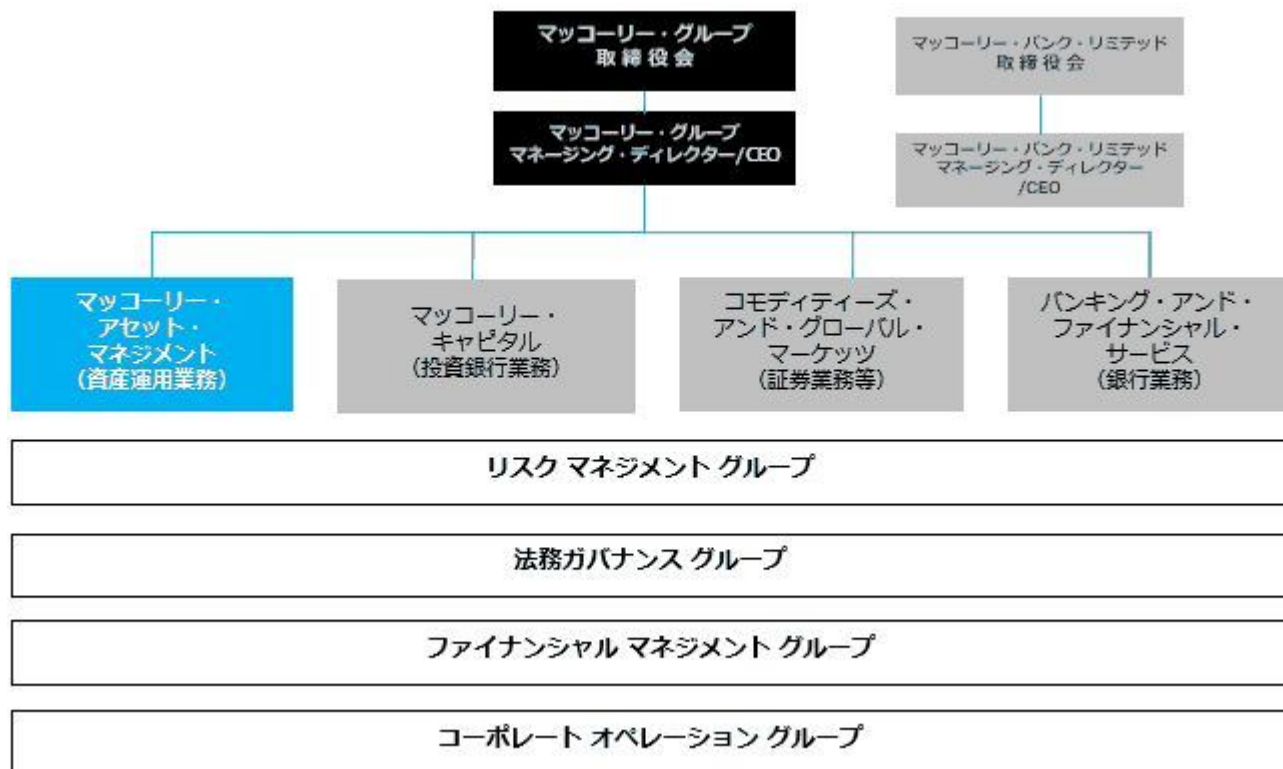 マッコーリー・グループ
取 締 役 会
マッコーリー・グループ
マネージング・ディレクター/CEO
マッコーリー・バンク・リミテッド
取 締 役 会
マッコーリー・バンク・リミテッド
マネージング・ディレクター
/CEO
マッコーリー・
アセット・
マネジメント
(資産運用業務)
マッコーリー・
キャピタル
(投資銀行業務)
コモディティーズ・
アンド・グローバル・
マーケッツ
(証券業務等)
バンキング・アンド・
ファイナンシャル・
サービス
(銀行業務)
リスク マネジメント グループ
法務ガバナンス グループ
ファイナンシャル マネジメント グループ
コーポレート オペレーション グループ